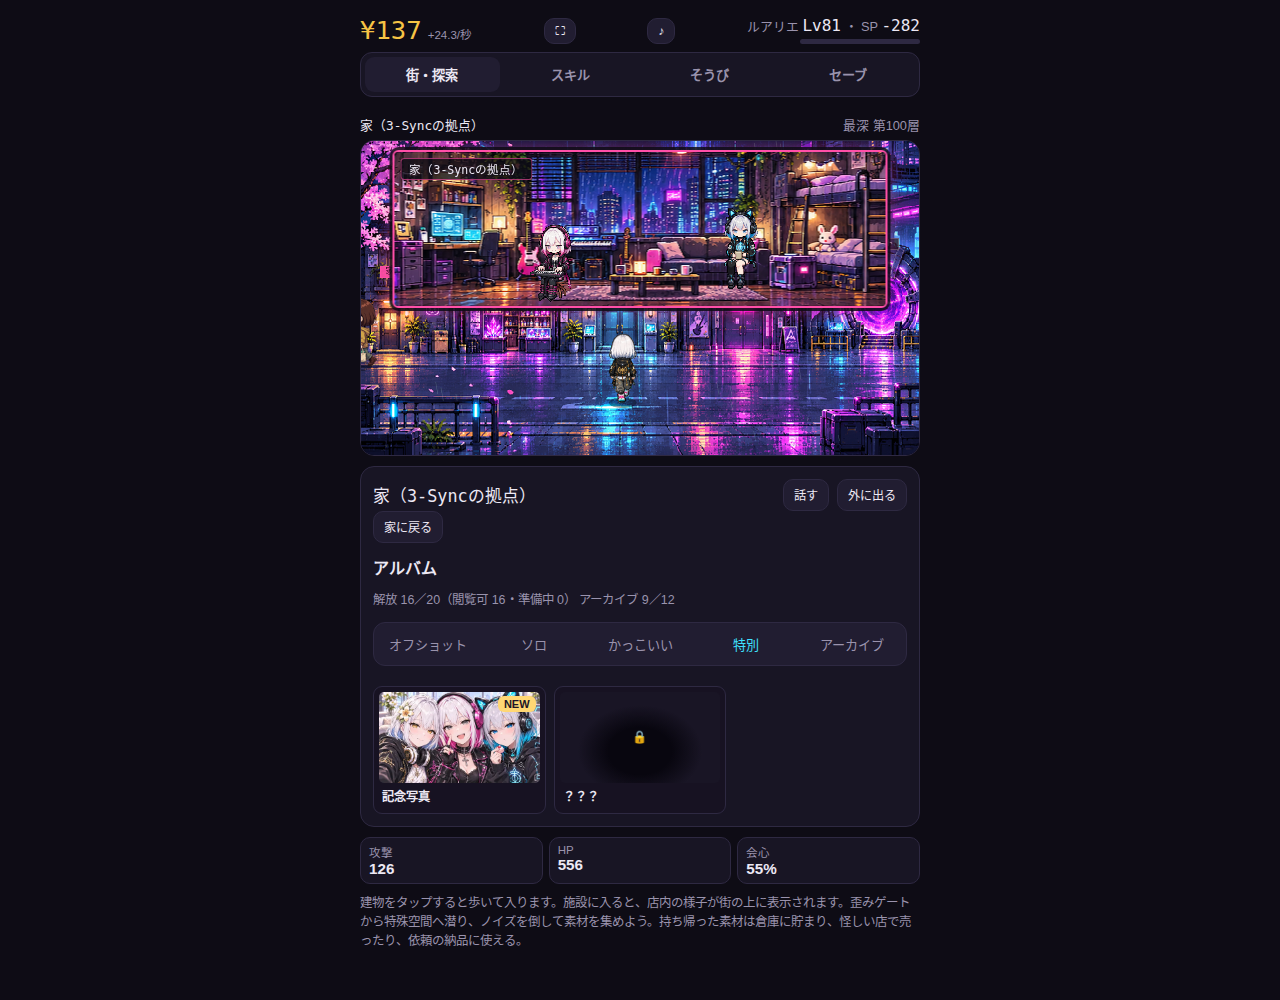 ¥137 +24.3/秒 ♪ ルアリエ Lv81 ・ SP -282
街・探索 スキル そうび セーブ
家（3-Syncの拠点） 最深 第100層
家（3-Syncの拠点）
家（3-Syncの拠点） 話す 外に出る
家に戻る
アルバム
解放 16／20（閲覧可 16・準備中 0） アーカイブ 9／12
オフショット ソロ かっこいい 特別 アーカイブ
NEW
記念写真 ？？？
攻撃 HP 会心
126 556 55%
建物をタップすると歩いて入ります。施設に入ると、店内の様子が街の上に表示されます。歪みゲート
から特殊空間へ潜り、ノイズを倒して素材を集めよう。持ち帰った素材は倉庫に貯まり、怪しい店で売
ったり、依頼の納品に使える。